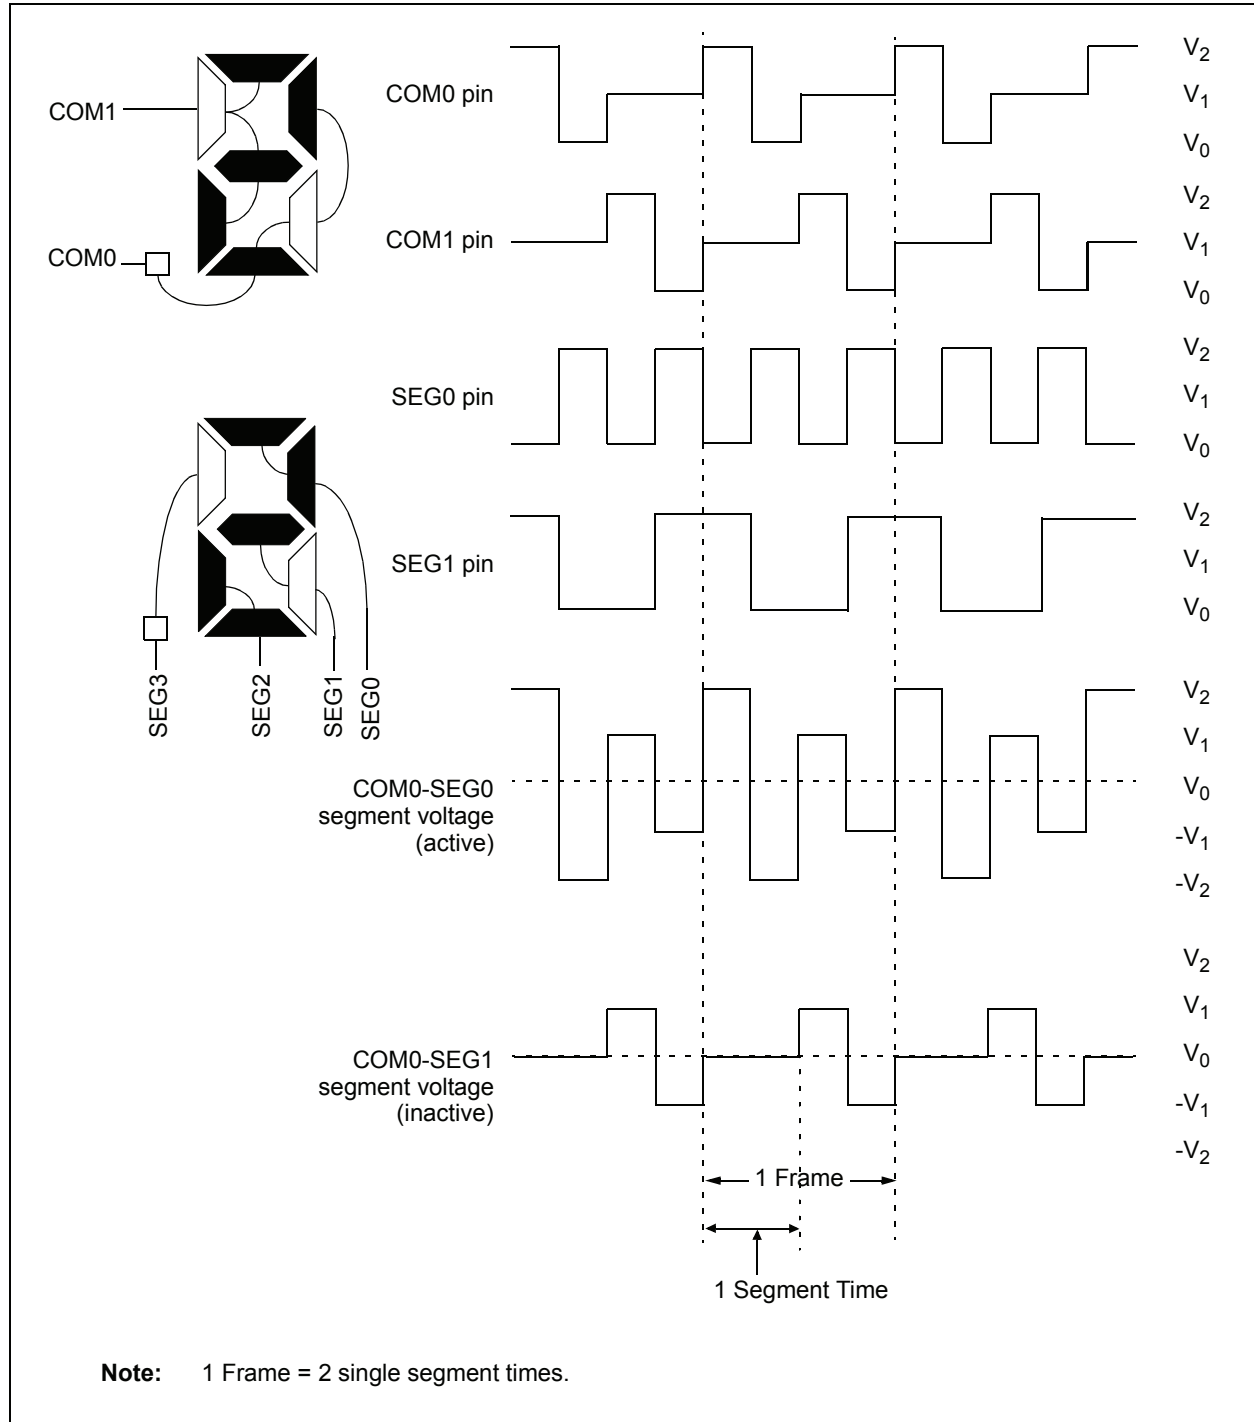 COM1
COM0
SEG3
SEG2
SEG1
SEG0
COM0 pin
V2
V1
V0
COM1 pin
V2
V1
V0
SEG0 pin
V2
V1
V0
SEG1 pin
V2
V1
V0
COM0-SEG0
segment voltage
(active)
V2
V1
V0
-V1
-V2
COM0-SEG1
segment voltage
(inactive)
V2
V1
V0
-V1
-V2
1 Frame
1 Segment Time
Note: 1 Frame = 2 single segment times.